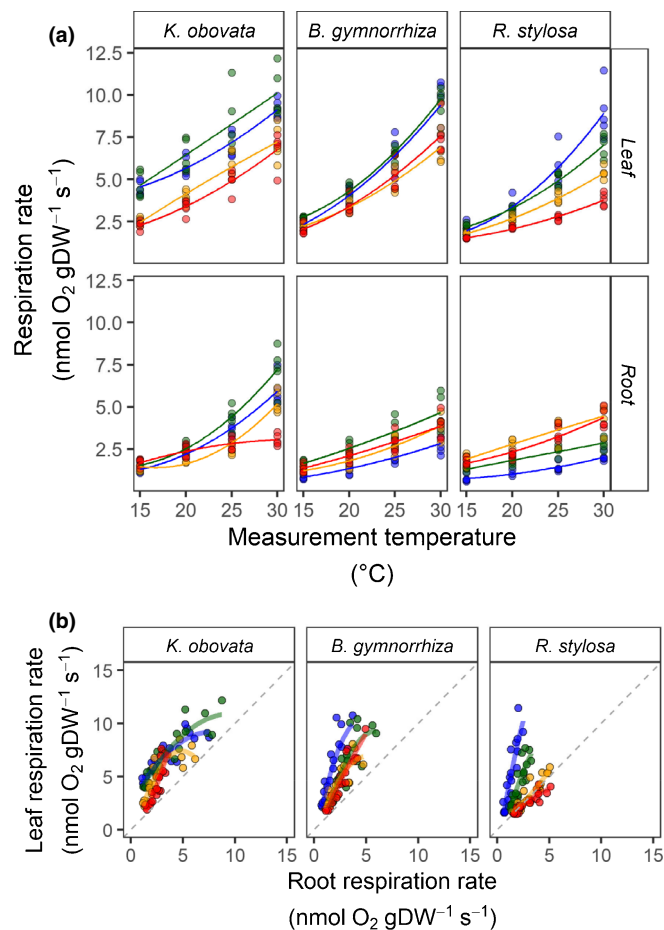 (a)
K. obovata
B. gymnorrhiza
R. stylosa
Respiration rate
(nmol O₂ gDW⁻¹ s⁻¹)
12.5
10.0
7.5
5.0
2.5
Leaf
12.5
10.0
7.5
5.0
2.5
Root
15 20 25 30 15 20 25 30 15 20 25 30
Measurement temperature
(°C)
(b)
K. obovata
B. gymnorrhiza
R. stylosa
Leaf respiration rate
(nmol O₂ gDW⁻¹ s⁻¹)
15
10
5
0
0 5 10 15 0 5 10 15 0 5 10 15
Root respiration rate
(nmol O₂ gDW⁻¹ s⁻¹)